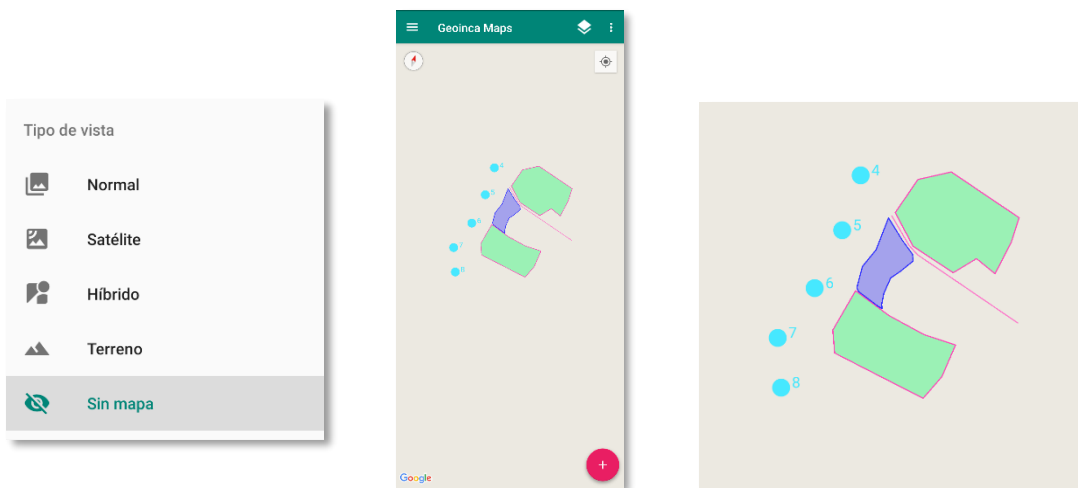 Tipo de vista
Normal
Satélite
Híbrido
Terreno
Sin mapa
Geoinca Maps
4
5
6
7
8
Google
4
5
6
7
8